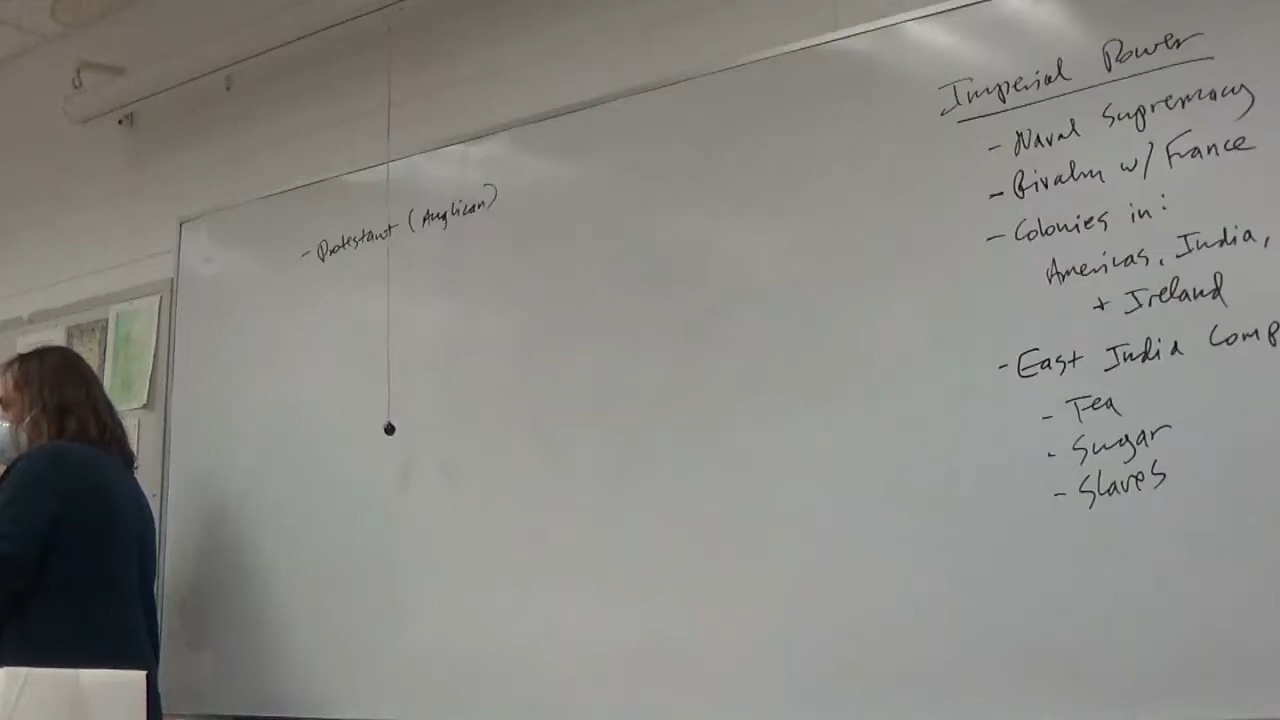 - Protestant (Anglican)
Imperial Power
- Naval Supremacy
- Rivalry w/ France
- Colonies in:
Americas, India,
+ Ireland
- East India Comp
- Tea
- Sugar
- Slaves